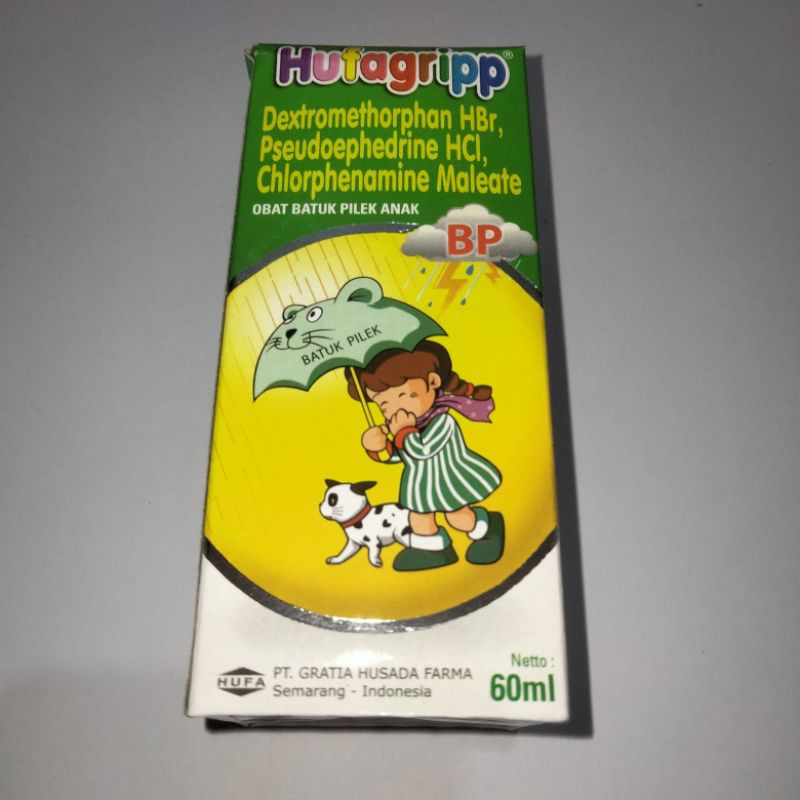 Hufagripp®
Dextromethorphan HBr,
Pseudoephedrine HCl,
Chlorphenamine Maleate
OBAT BATUK PILEK ANAK
BP
BATUK PILEK
HUFA
PT. GRATIA HUSADA FARMA
Semarang - Indonesia
Netto :
60ml